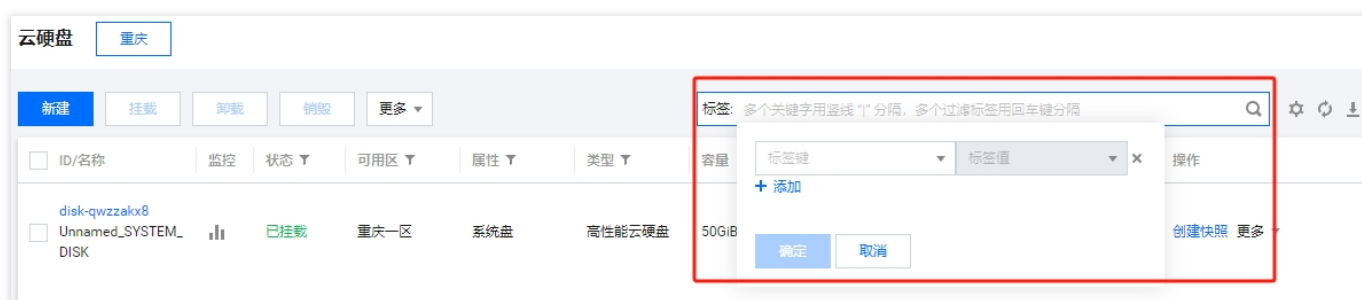 云硬盘 重庆
新建 挂载 卸载 销毁 更多 标签: 多个关键字用竖线 "|" 分隔，多个过滤标签用回车键分隔
ID/名称 监控 状态 可用区 属性 类型 容量 标签键 标签值 操作
+ 添加
disk-qwzzakx8
Unnamed_SYSTEM_ 已挂载 重庆一区 系统盘 高性能云硬盘 50GiB 创建快照 更多
DISK
确定 取消